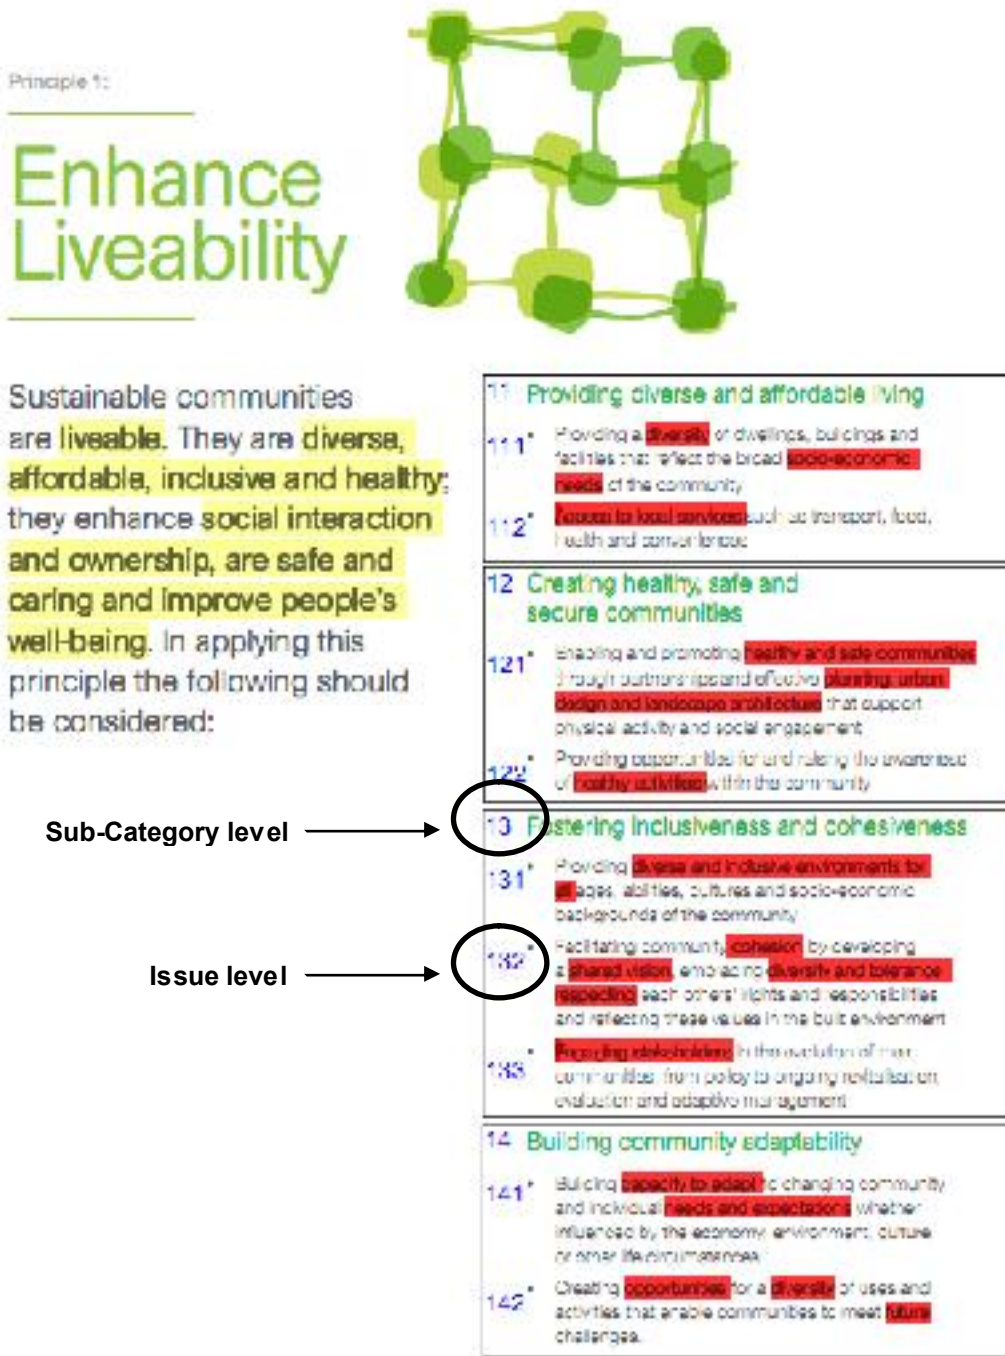 Principle 1:
Enhance
Liveability
Sustainable communities
are liveable. They are diverse,
affordable, inclusive and healthy;
they enhance social interaction
and ownership, are safe and
caring and improve people's
well-being. In applying this
principle the following should
be considered:
Sub-Category level
Issue level
11 Providing diverse and affordable living
111 • Providing a diversity of dwellings, buildings and
facilities that reflect the broad socio-economic
needs of the community
112 • Access to local services such as transport, food,
health and convenience
12 Creating healthy, safe and
secure communities
121 • Enabling and promoting healthy and safe communities
through partnerships and effective planning, urban
design and landscape architecture that support
physical activity and social engagement
122 • Providing opportunities for and raising the awareness
of healthy activities within the community
13 Fostering inclusiveness and cohesiveness
131 • Providing diverse and inclusive environments for
all ages, abilities, cultures and socio-economic
backgrounds of the community
132 • Facilitating community cohesion by developing
a shared vision, embracing diversity and tolerance
respecting each others' rights and responsibilities
and reflecting these values in the built environment
133 • Engaging stakeholders in the evolution of their
communities, from policy to ongoing revitalisation,
evaluation and adaptive management
14 Building community adaptability
141 • Building capacity to adapt to changing community
and individual needs and expectations whether
influenced by the economy, environment, culture
or other life circumstances
142 • Creating opportunities for a diversity of uses and
activities that enable communities to meet future
challenges.